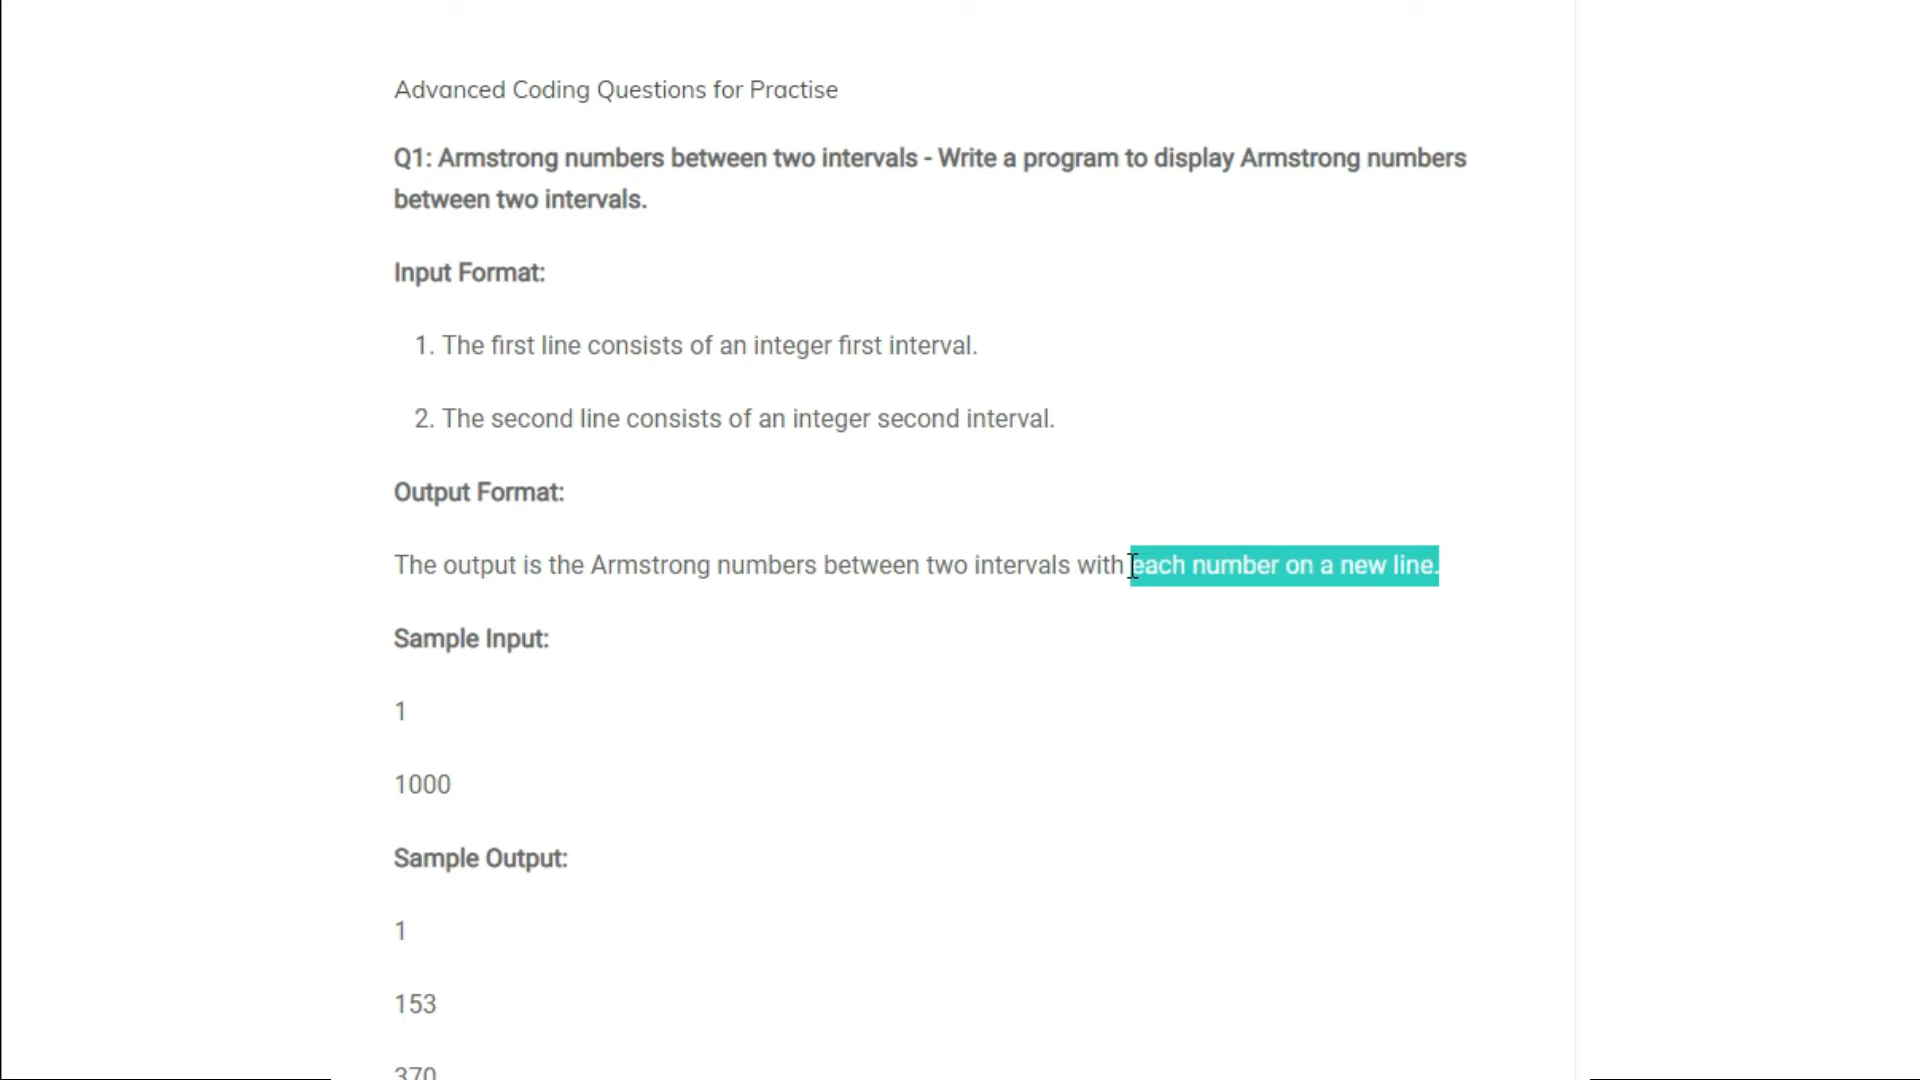 Advanced Coding Questions for Practise
Q1: Armstrong numbers between two intervals - Write a program to display Armstrong numbers
between two intervals.
Input Format:
1. The first line consists of an integer first interval.
2. The second line consists of an integer second interval.
Output Format:
The output is the Armstrong numbers between two intervals with each number on a new line.
Sample Input:
1
1000
Sample Output:
1
153
370